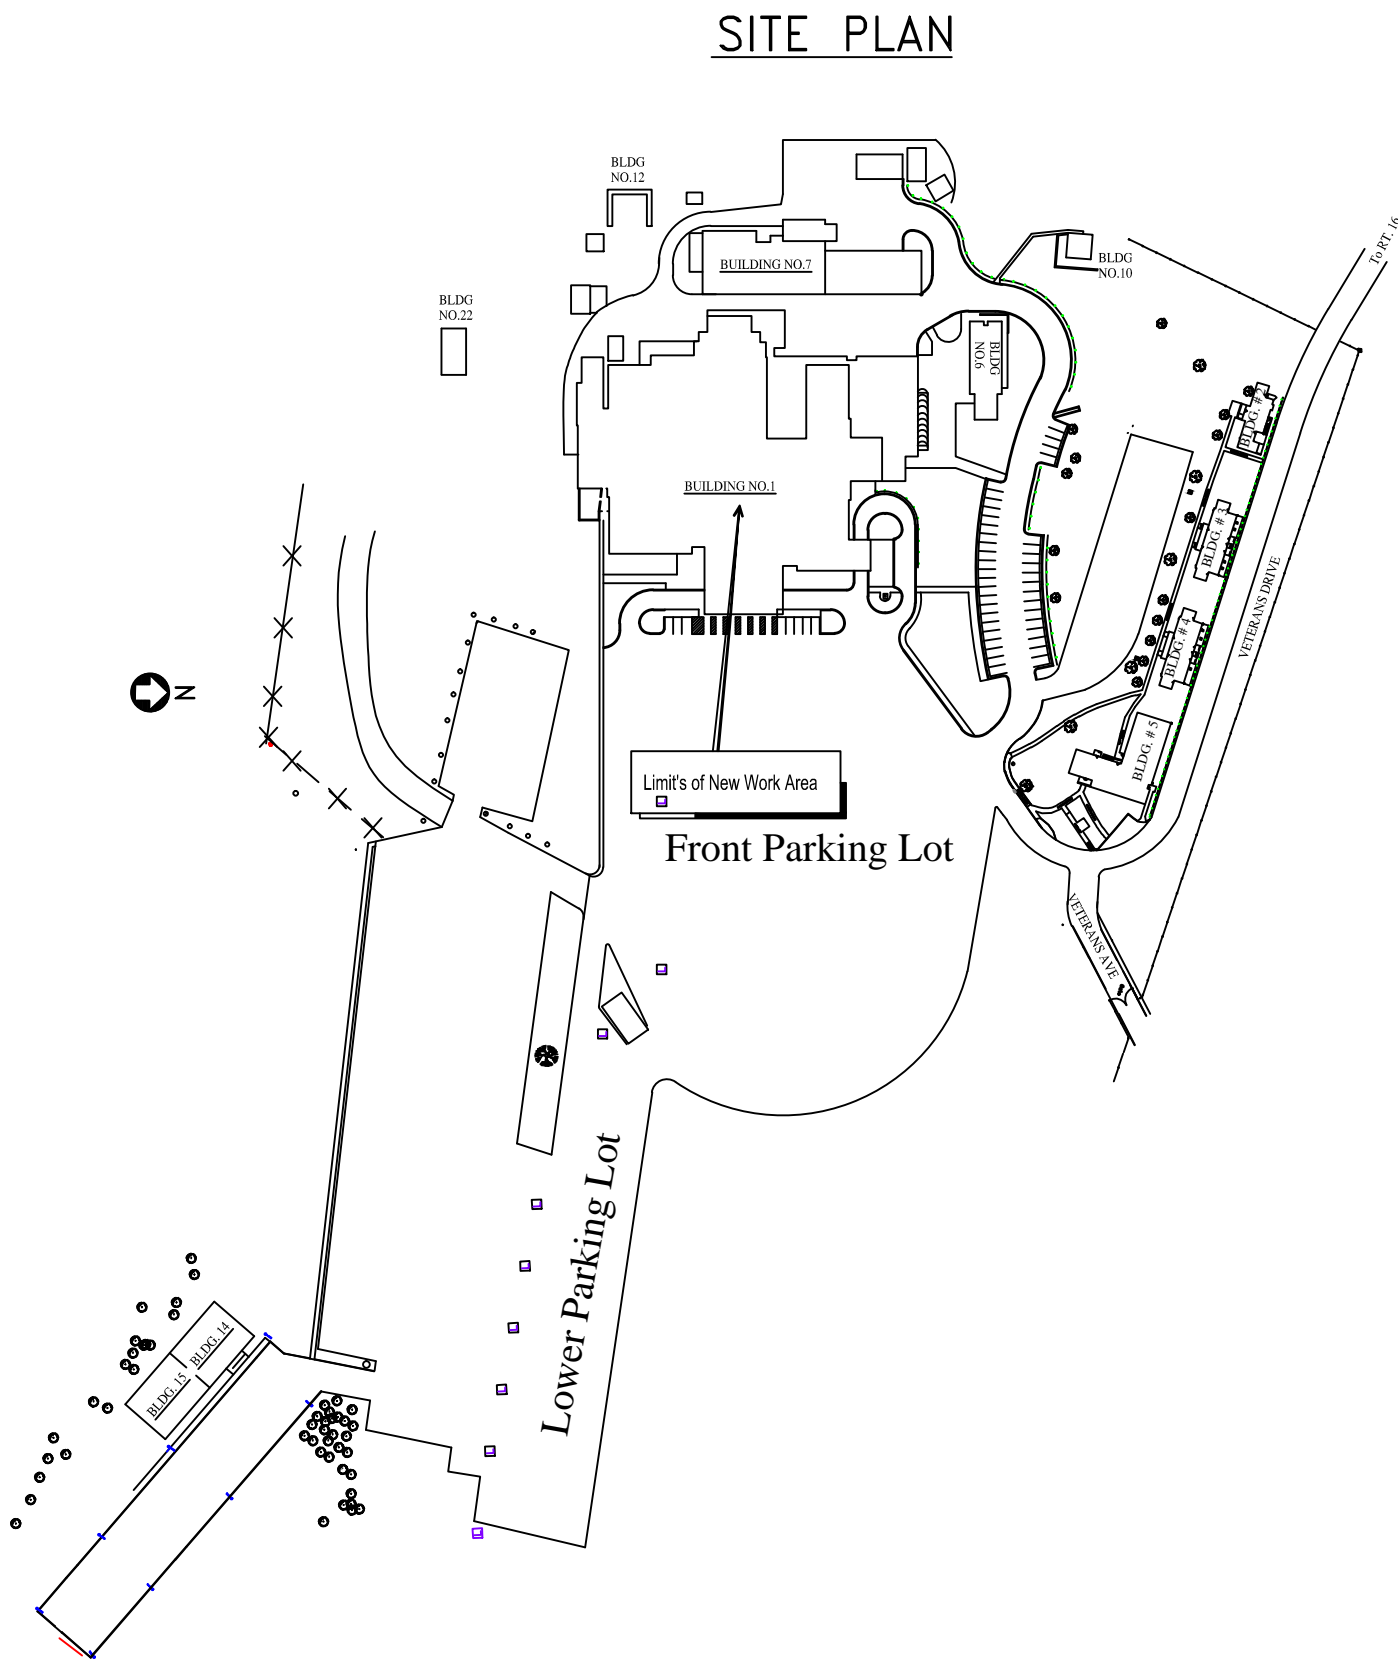 SITE PLAN
BLDG
NO.12
To RT. 16
BUILDING NO.7
BLDG
NO.10
BLDG
NO.22
BLDG
NO.6
BLDG. # 2
BUILDING NO.1
BLDG. # 3
VETERANS DRIVE
BLDG. # 4
N
BLDG. # 5
Limit's of New Work Area
Front Parking Lot
VETERANS AVE
Lower Parking Lot
BLDG. 14
BLDG. 15